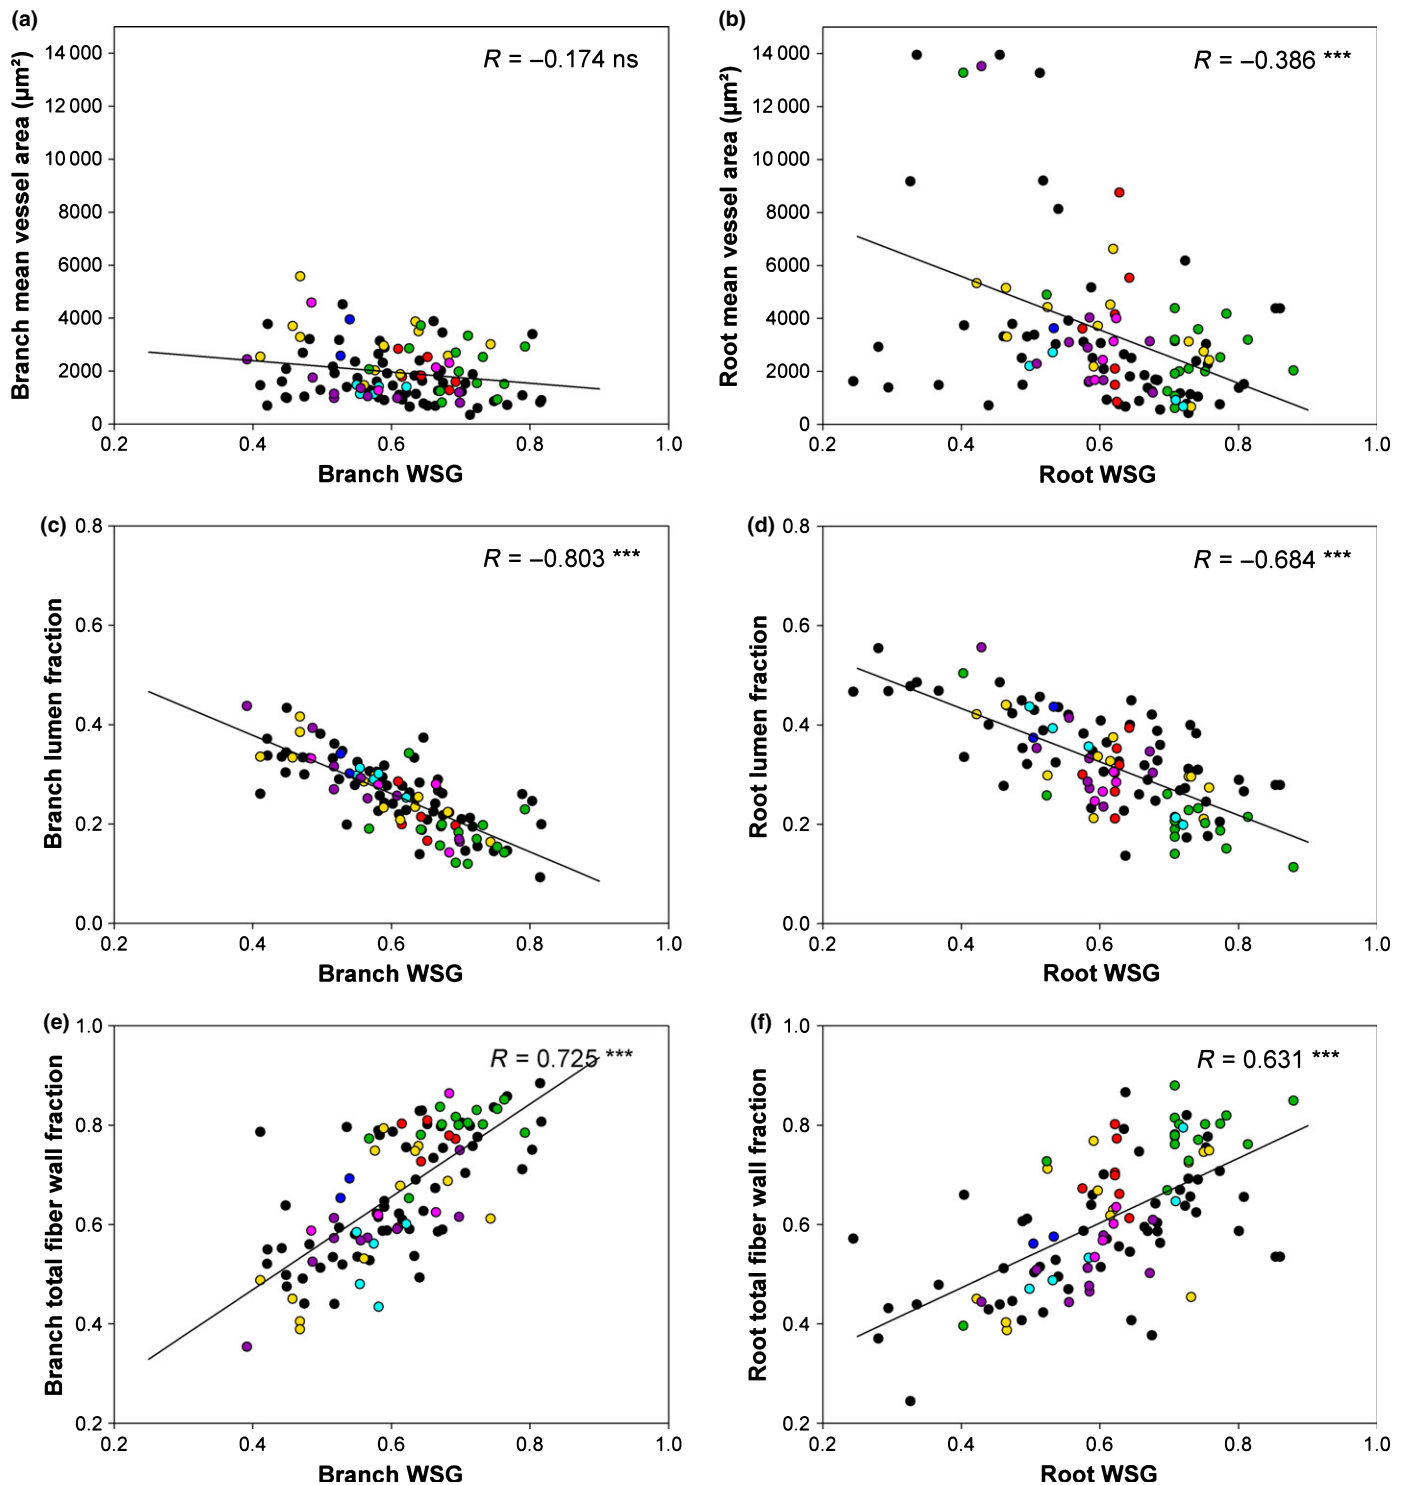 (a)
R = –0.174 ns
14 000
12 000
10 000
8000
6000
4000
2000
0
Branch mean vessel area (µm²)
0.2 0.4 0.6 0.8 1.0
Branch WSG
(b)
R = –0.386 ***
14 000
12 000
10 000
8000
6000
4000
2000
0
Root mean vessel area (µm²)
0.2 0.4 0.6 0.8 1.0
Root WSG
(c)
R = –0.803 ***
0.8
0.6
0.4
0.2
0.0
Branch lumen fraction
0.2 0.4 0.6 0.8 1.0
Branch WSG
(d)
R = –0.684 ***
0.8
0.6
0.4
0.2
0.0
Root lumen fraction
0.2 0.4 0.6 0.8 1.0
Root WSG
(e)
R = 0.725 ***
1.0
0.8
0.6
0.4
0.2
Branch total fiber wall fraction
0.2 0.4 0.6 0.8 1.0
Branch WSG
(f)
R = 0.631 ***
1.0
0.8
0.6
0.4
0.2
Root total fiber wall fraction
0.2 0.4 0.6 0.8 1.0
Root WSG